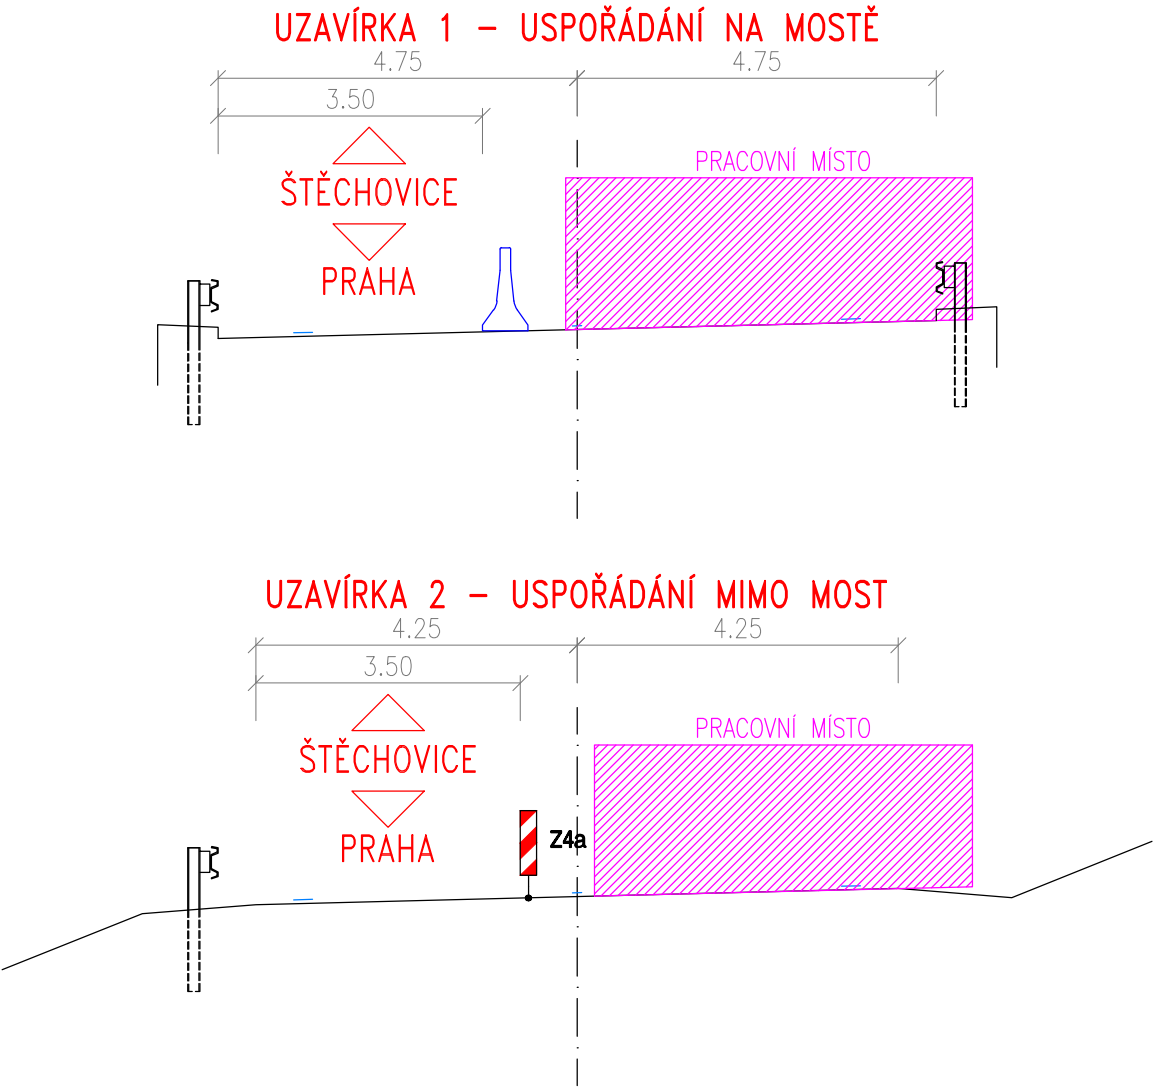 UZAVÍRKA 1 – USPOŘÁDÁNÍ NA MOSTĚ
4.75 4.75
3.50
PRACOVNÍ MÍSTO
ŠTĚCHOVICE
PRAHA
UZAVÍRKA 2 – USPOŘÁDÁNÍ MIMO MOST
4.25 4.25
3.50
PRACOVNÍ MÍSTO
ŠTĚCHOVICE
Z4a
PRAHA